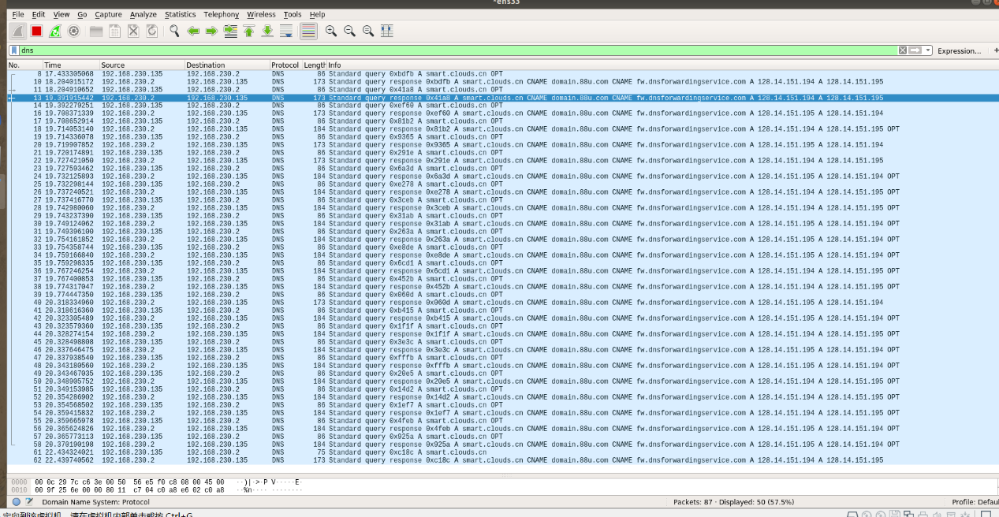 *ens33
File Edit View Go Capture Analyze Statistics Telephony Wireless Tools Help
dns Expression... +
No. Time Source Destination Protocol Length Info
8 17.433305068 192.168.230.135 192.168.230.2 DNS 86 Standard query 0xbdfb A smart.clouds.cn OPT
10 18.204015172 192.168.230.2 192.168.230.135 DNS 173 Standard query response 0xbdfb A smart.clouds.cn CNAME domain.88u.com CNAME fw.dnsforwardingservice.com A 128.14.151.194 A 128.14.151.195
11 18.204910652 192.168.230.135 192.168.230.2 DNS 86 Standard query 0x41a8 A smart.clouds.cn OPT
13 19.391915442 192.168.230.2 192.168.230.135 DNS 173 Standard query response 0x41a8 A smart.clouds.cn CNAME domain.88u.com CNAME fw.dnsforwardingservice.com A 128.14.151.194 A 128.14.151.195
14 19.392279251 192.168.230.135 192.168.230.2 DNS 86 Standard query 0xef60 A smart.clouds.cn OPT
16 19.708371339 192.168.230.2 192.168.230.135 DNS 173 Standard query response 0xef60 A smart.clouds.cn CNAME domain.88u.com CNAME fw.dnsforwardingservice.com A 128.14.151.195 A 128.14.151.194
17 19.708652914 192.168.230.135 192.168.230.2 DNS 86 Standard query 0x81b2 A smart.clouds.cn OPT
18 19.714053140 192.168.230.2 192.168.230.135 DNS 184 Standard query response 0x81b2 A smart.clouds.cn CNAME domain.88u.com CNAME fw.dnsforwardingservice.com A 128.14.151.194 A 128.14.151.195 OPT
19 19.714336078 192.168.230.135 192.168.230.2 DNS 86 Standard query 0x9365 A smart.clouds.cn OPT
20 19.719907852 192.168.230.2 192.168.230.135 DNS 173 Standard query response 0x9365 A smart.clouds.cn CNAME domain.88u.com CNAME fw.dnsforwardingservice.com A 128.14.151.195 A 128.14.151.194
21 19.720174891 192.168.230.135 192.168.230.2 DNS 86 Standard query 0x291e A smart.clouds.cn OPT
22 19.727421050 192.168.230.2 192.168.230.135 DNS 173 Standard query response 0x291e A smart.clouds.cn CNAME domain.88u.com CNAME fw.dnsforwardingservice.com A 128.14.151.194 A 128.14.151.195
23 19.727593462 192.168.230.135 192.168.230.2 DNS 86 Standard query 0x6a3d A smart.clouds.cn OPT
24 19.732125893 192.168.230.2 192.168.230.135 DNS 184 Standard query response 0x6a3d A smart.clouds.cn CNAME domain.88u.com CNAME fw.dnsforwardingservice.com A 128.14.151.195 A 128.14.151.194 OPT
25 19.732298144 192.168.230.135 192.168.230.2 DNS 86 Standard query 0xe278 A smart.clouds.cn OPT
26 19.737240521 192.168.230.2 192.168.230.135 DNS 184 Standard query response 0xe278 A smart.clouds.cn CNAME domain.88u.com CNAME fw.dnsforwardingservice.com A 128.14.151.194 A 128.14.151.195 OPT
27 19.737416770 192.168.230.135 192.168.230.2 DNS 86 Standard query 0x3ceb A smart.clouds.cn OPT
28 19.742980060 192.168.230.2 192.168.230.135 DNS 184 Standard query response 0x3ceb A smart.clouds.cn CNAME domain.88u.com CNAME fw.dnsforwardingservice.com A 128.14.151.195 A 128.14.151.194 OPT
29 19.743237390 192.168.230.135 192.168.230.2 DNS 86 Standard query 0x31ab A smart.clouds.cn OPT
30 19.749124062 192.168.230.2 192.168.230.135 DNS 184 Standard query response 0x31ab A smart.clouds.cn CNAME domain.88u.com CNAME fw.dnsforwardingservice.com A 128.14.151.195 A 128.14.151.194 OPT
31 19.749396100 192.168.230.135 192.168.230.2 DNS 86 Standard query 0x263a A smart.clouds.cn OPT
32 19.754161852 192.168.230.2 192.168.230.135 DNS 184 Standard query response 0x263a A smart.clouds.cn CNAME domain.88u.com CNAME fw.dnsforwardingservice.com A 128.14.151.195 A 128.14.151.194 OPT
33 19.754358744 192.168.230.135 192.168.230.2 DNS 86 Standard query 0xe8de A smart.clouds.cn OPT
34 19.759166840 192.168.230.2 192.168.230.135 DNS 184 Standard query response 0xe8de A smart.clouds.cn CNAME domain.88u.com CNAME fw.dnsforwardingservice.com A 128.14.151.195 A 128.14.151.194 OPT
35 19.759298335 192.168.230.135 192.168.230.2 DNS 86 Standard query 0x6cd1 A smart.clouds.cn OPT
36 19.767246254 192.168.230.2 192.168.230.135 DNS 184 Standard query response 0x6cd1 A smart.clouds.cn CNAME domain.88u.com CNAME fw.dnsforwardingservice.com A 128.14.151.194 A 128.14.151.195 OPT
37 19.767400853 192.168.230.135 192.168.230.2 DNS 86 Standard query 0x452b A smart.clouds.cn OPT
38 19.774317047 192.168.230.2 192.168.230.135 DNS 184 Standard query response 0x452b A smart.clouds.cn CNAME domain.88u.com CNAME fw.dnsforwardingservice.com A 128.14.151.194 A 128.14.151.195 OPT
39 19.774447350 192.168.230.135 192.168.230.2 DNS 86 Standard query 0x060d A smart.clouds.cn OPT
40 20.318334960 192.168.230.2 192.168.230.135 DNS 173 Standard query response 0x060d A smart.clouds.cn CNAME domain.88u.com CNAME fw.dnsforwardingservice.com A 128.14.151.195 A 128.14.151.194
41 20.318616360 192.168.230.135 192.168.230.2 DNS 86 Standard query 0xb415 A smart.clouds.cn OPT
42 20.323305489 192.168.230.2 192.168.230.135 DNS 184 Standard query response 0xb415 A smart.clouds.cn CNAME domain.88u.com CNAME fw.dnsforwardingservice.com A 128.14.151.195 A 128.14.151.194 OPT
43 20.323579360 192.168.230.135 192.168.230.2 DNS 86 Standard query 0x1f1f A smart.clouds.cn OPT
44 20.328274154 192.168.230.2 192.168.230.135 DNS 184 Standard query response 0x1f1f A smart.clouds.cn CNAME domain.88u.com CNAME fw.dnsforwardingservice.com A 128.14.151.195 A 128.14.151.194 OPT
45 20.328498808 192.168.230.135 192.168.230.2 DNS 86 Standard query 0x3e3c A smart.clouds.cn OPT
46 20.337646475 192.168.230.2 192.168.230.135 DNS 184 Standard query response 0x3e3c A smart.clouds.cn CNAME domain.88u.com CNAME fw.dnsforwardingservice.com A 128.14.151.195 A 128.14.151.194 OPT
47 20.337938540 192.168.230.135 192.168.230.2 DNS 86 Standard query 0xfffb A smart.clouds.cn OPT
48 20.343180560 192.168.230.2 192.168.230.135 DNS 184 Standard query response 0xfffb A smart.clouds.cn CNAME domain.88u.com CNAME fw.dnsforwardingservice.com A 128.14.151.195 A 128.14.151.194 OPT
49 20.343467035 192.168.230.135 192.168.230.2 DNS 86 Standard query 0x20e5 A smart.clouds.cn OPT
50 20.348905752 192.168.230.2 192.168.230.135 DNS 184 Standard query response 0x20e5 A smart.clouds.cn CNAME domain.88u.com CNAME fw.dnsforwardingservice.com A 128.14.151.195 A 128.14.151.194 OPT
51 20.349153985 192.168.230.135 192.168.230.2 DNS 86 Standard query 0x14d2 A smart.clouds.cn OPT
52 20.354286902 192.168.230.2 192.168.230.135 DNS 184 Standard query response 0x14d2 A smart.clouds.cn CNAME domain.88u.com CNAME fw.dnsforwardingservice.com A 128.14.151.195 A 128.14.151.194 OPT
53 20.354568502 192.168.230.135 192.168.230.2 DNS 86 Standard query 0x1ef7 A smart.clouds.cn OPT
54 20.359415832 192.168.230.2 192.168.230.135 DNS 184 Standard query response 0x1ef7 A smart.clouds.cn CNAME domain.88u.com CNAME fw.dnsforwardingservice.com A 128.14.151.194 A 128.14.151.195 OPT
55 20.359665978 192.168.230.135 192.168.230.2 DNS 86 Standard query 0x4feb A smart.clouds.cn OPT
56 20.365624826 192.168.230.2 192.168.230.135 DNS 184 Standard query response 0x4feb A smart.clouds.cn CNAME domain.88u.com CNAME fw.dnsforwardingservice.com A 128.14.151.194 A 128.14.151.195 OPT
57 20.365773113 192.168.230.135 192.168.230.2 DNS 86 Standard query 0x925a A smart.clouds.cn OPT
58 20.370190198 192.168.230.2 192.168.230.135 DNS 184 Standard query response 0x925a A smart.clouds.cn CNAME domain.88u.com CNAME fw.dnsforwardingservice.com A 128.14.151.195 A 128.14.151.194 OPT
61 22.434324021 192.168.230.135 192.168.230.2 DNS 75 Standard query 0xc18c A smart.clouds.cn
62 22.439740562 192.168.230.2 192.168.230.135 DNS 173 Standard query response 0xc18c A smart.clouds.cn CNAME domain.88u.com CNAME fw.dnsforwardingservice.com A 128.14.151.194 A 128.14.151.195
0000 00 0c 29 7c c6 3e 00 50 56 e5 f0 c8 08 00 45 00 ··)|·>·P V·····E·
0010 00 9f 25 6e 00 00 80 11 c7 04 c0 a8 e6 02 c0 a8 ··%n···· ········
Domain Name System: Protocol Packets: 87 · Displayed: 50 (57.5%) Profile: Defau
定向到该虚拟机，请在虚拟机内部单击或按 Ctrl+G